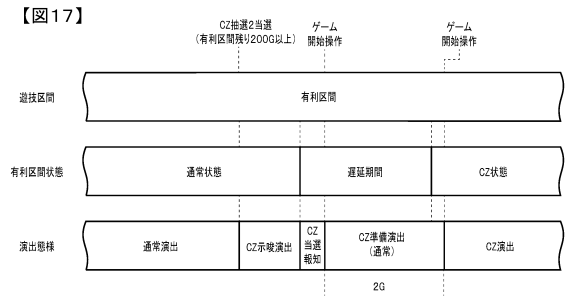 【図17】
CZ抽選2当選
(有利区間残り200G以上)
ゲーム
開始操作
ゲーム
開始操作
遊技区間
有利区間
有利区間状態
通常状態
遅延期間
CZ状態
演出態様
通常演出
CZ示唆演出
CZ
当選
報知
CZ準備演出
(通常)
CZ演出
2G